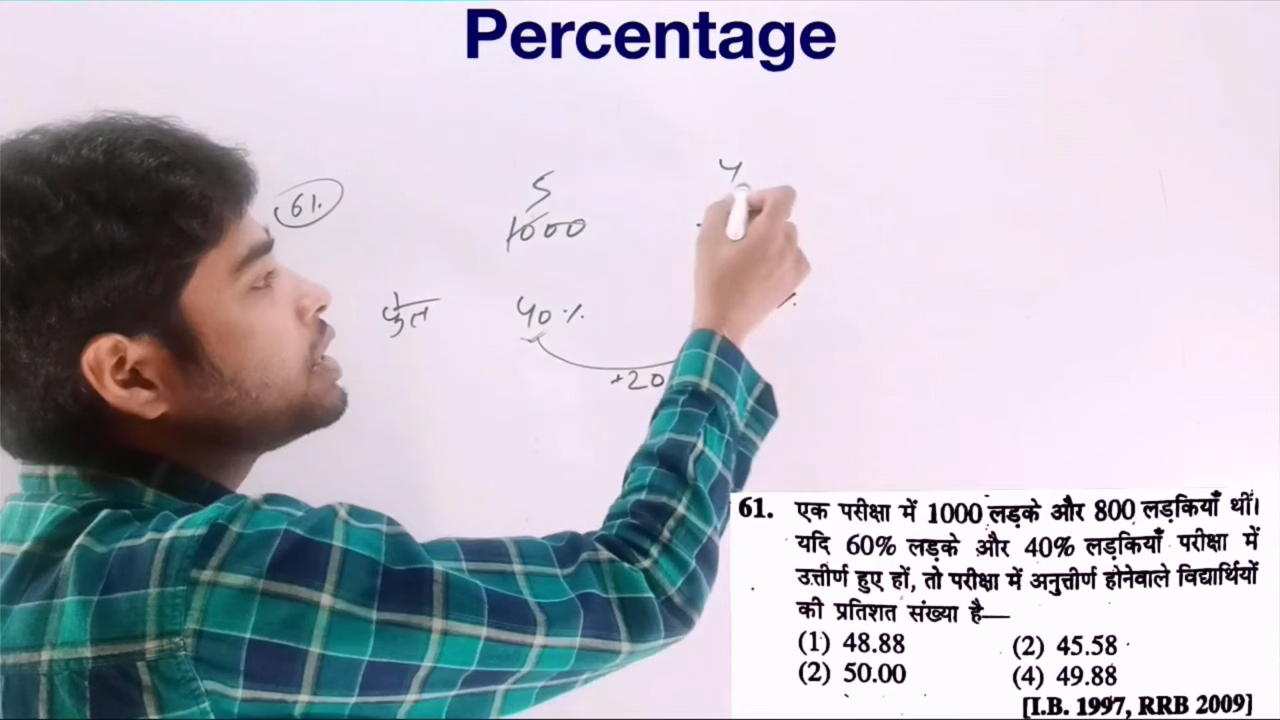 Percentage
61.
5
1000
4
फेल
40%
%
+20
61. एक परीक्षा में 1000 लड़के और 800 लड़कियाँ थीं।
यदि 60% लड़के और 40% लड़कियाँ परीक्षा में
उत्तीर्ण हुए हों, तो परीक्षा में अनुत्तीर्ण होनेवाले विद्यार्थियों
की प्रतिशत संख्या है—
(1) 48.88 (2) 45.58
(2) 50.00 (4) 49.88
[I.B. 1997, RRB 2009]